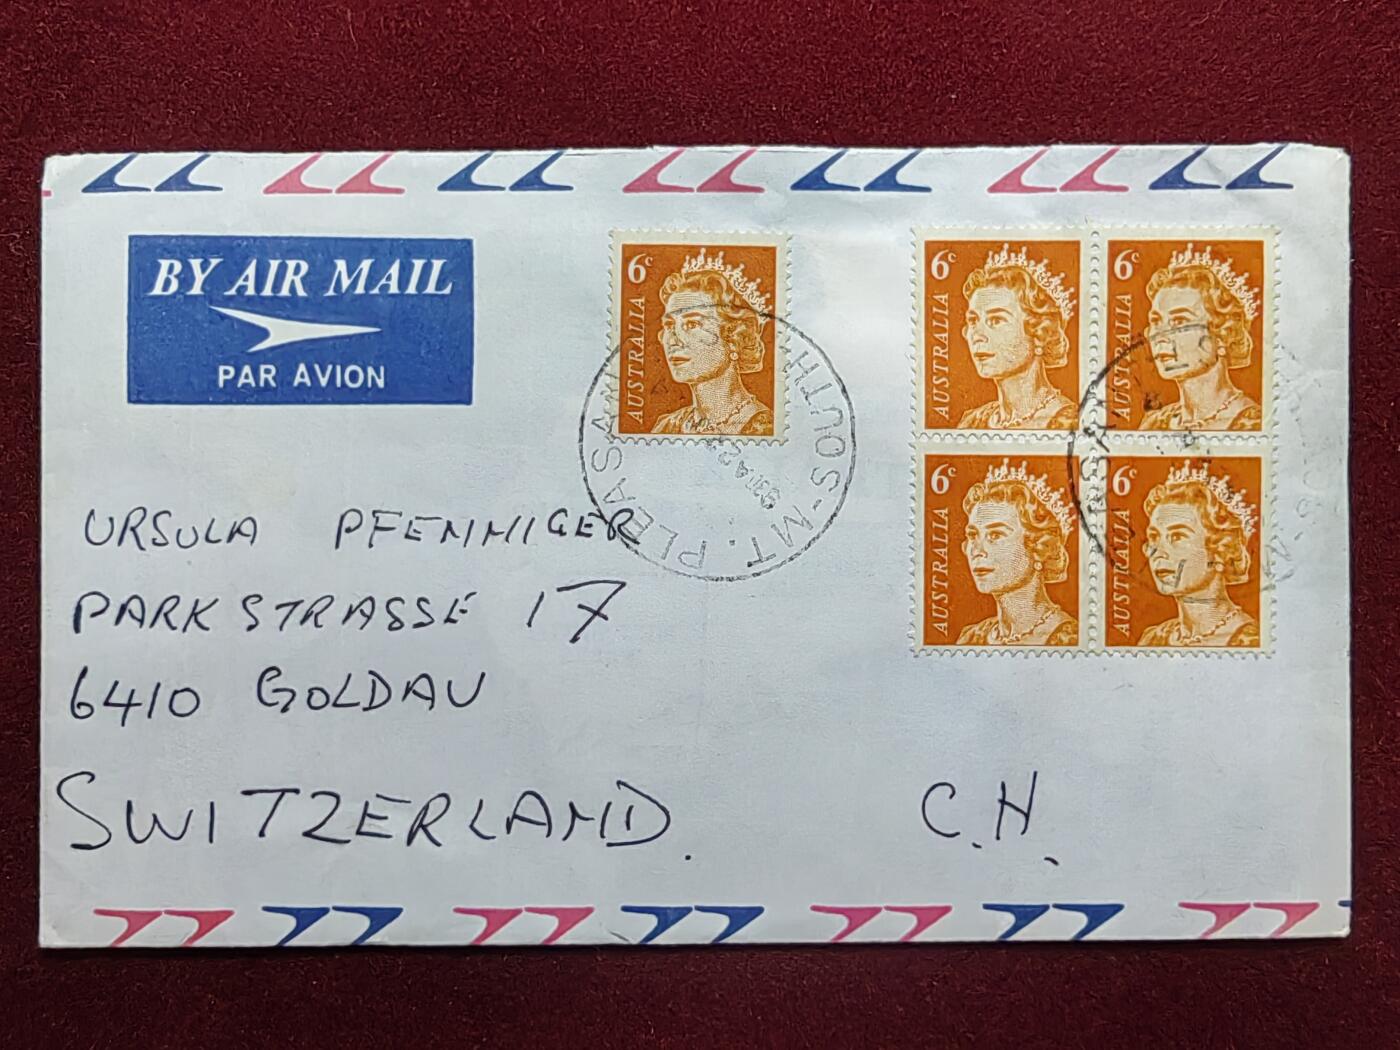 BY AIR MAIL
PAR AVION
6c
AUSTRALIA
6c
AUSTRALIA
6c
AUSTRALIA
6c
AUSTRALIA
6c
AUSTRALIA
MT. PLEASANT SOUTH
URSULA PFENNIGER
PARKSTRASSE 17
6410 GOLDAU
SWITZERLAND.
C.H.